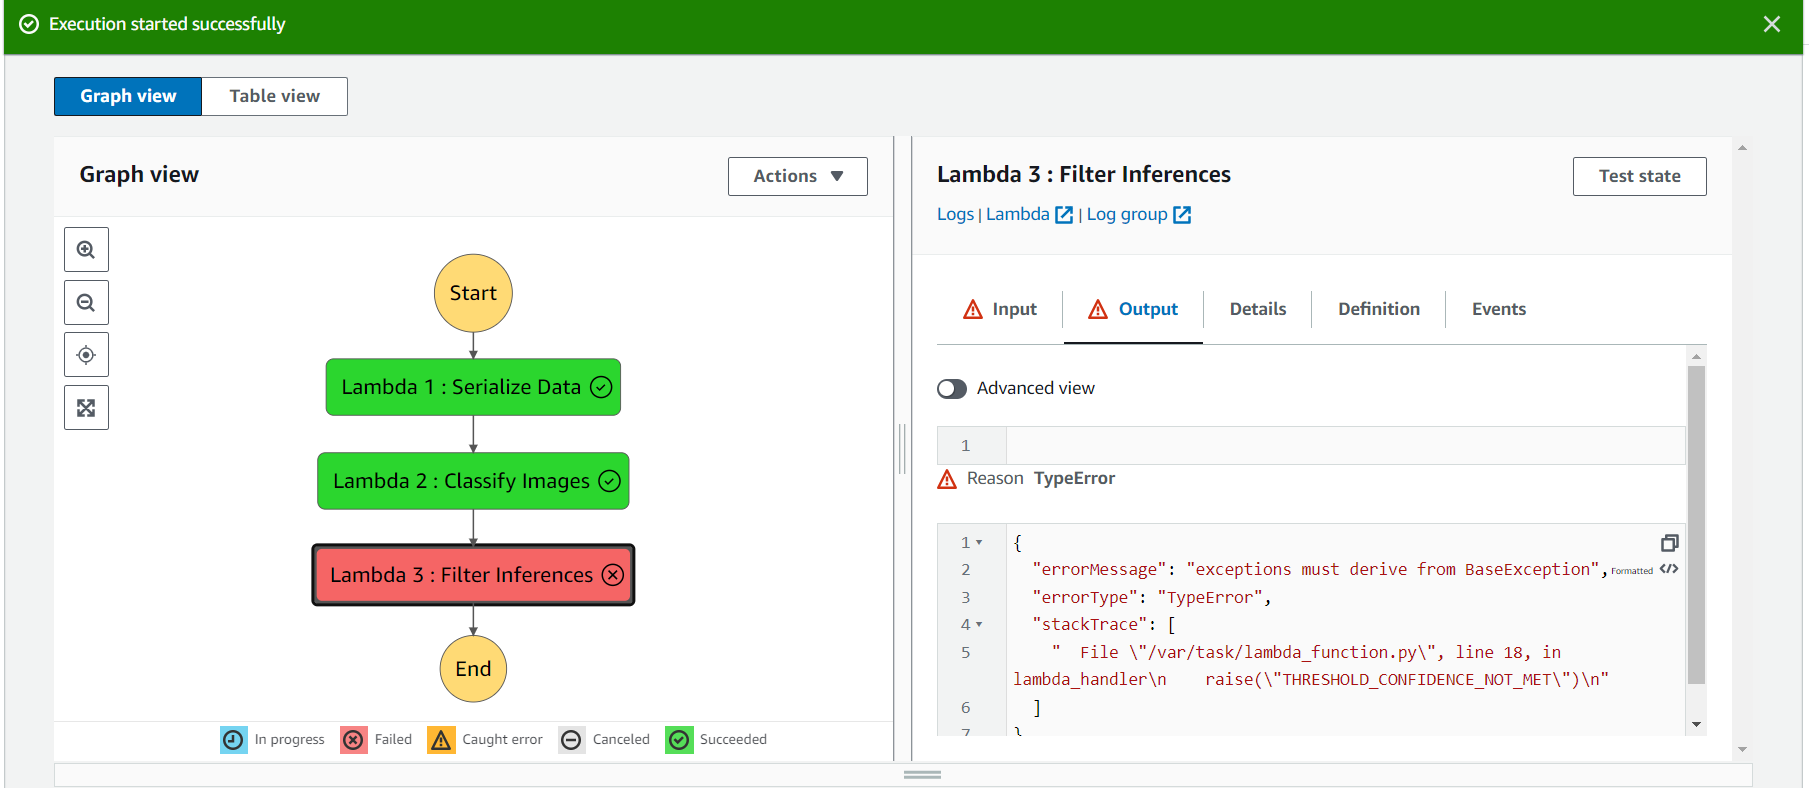 Execution started successfully
Graph view
Table view
Graph view
Actions
Start
Lambda 1 : Serialize Data
Lambda 2 : Classify Images
Lambda 3 : Filter Inferences
End
In progress
Failed
Caught error
Canceled
Succeeded
Lambda 3 : Filter Inferences
Test state
Logs | Lambda | Log group
Input
Output
Details
Definition
Events
Advanced view
1
Reason TypeError
1 {
2 "errorMessage": "exceptions must derive from BaseException", Formatted </>
3 "errorType": "TypeError",
4 "stackTrace": [
5 "  File \"/var/task/lambda_function.py\", line 18, in
lambda_handler\n    raise(\"THRESHOLD_CONFIDENCE_NOT_MET\")\n"
6 ]
7 }